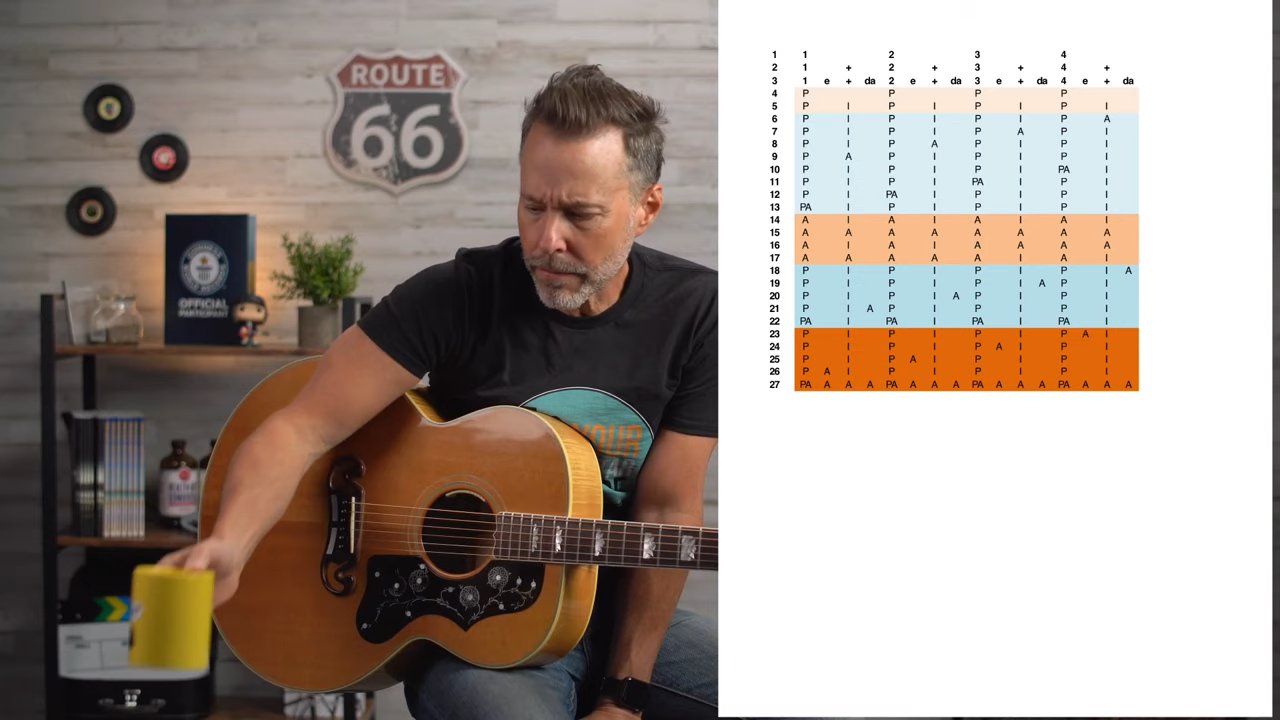 ROUTE
66
OFFICIAL
PARTICIPANT
1 1 2 3 4
2 1 + 2 + 3 + 4 +
3 1 e + da 2 e + da 3 e + da 4 e + da
4 P P P P
5 P I P I P I P I
6 P I P I P I P A
7 P I P I P A P I
8 P I P A P I P I
9 P A P I P I P I
10 P I P I P I PA I
11 P I P I PA I P I
12 P I PA I P I P I
13 PA I P I P I P I
14 A I A I A I A I
15 A A A A A A A A
16 A I A I A A A A
17 A A A A A I A I
18 P I P I P I P I A
19 P I P I P I A P I
20 P I P I A P I P I
21 P I A P I P I P I
22 PA I PA I PA I PA I
23 P I P I P I P A I
24 P I P I P A I P I
25 P I P A I P I P I
26 P A I P I P I P I
27 PA A A A PA A A A PA A A A PA A A A